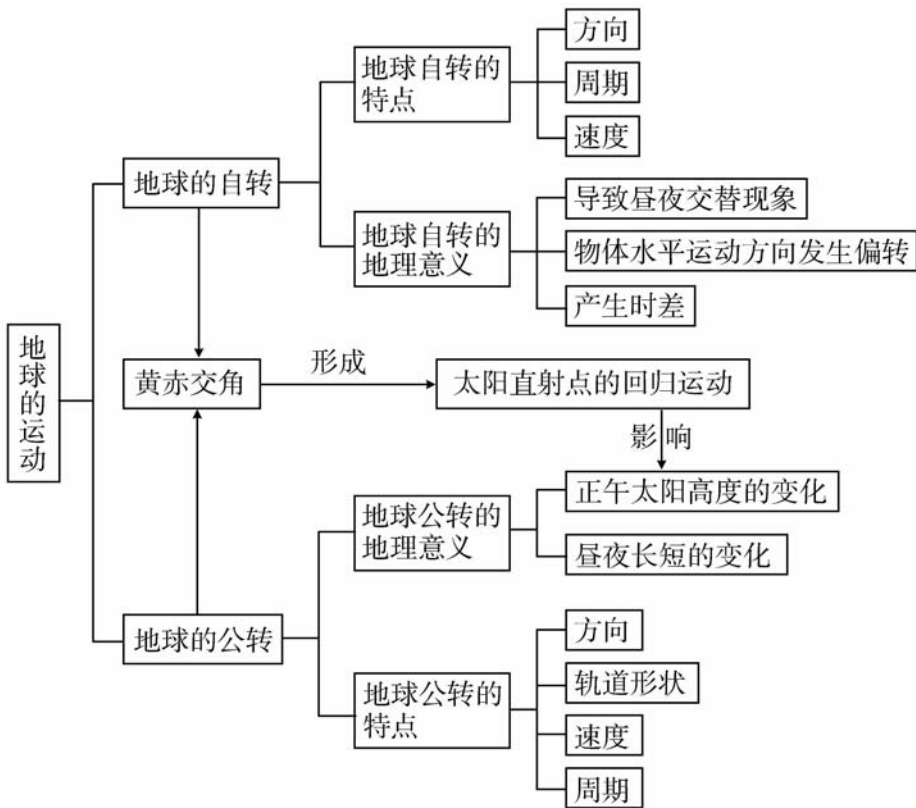 方向
地球自转的
特点
周期
速度
地球的自转
导致昼夜交替现象
地球自转的
地理意义
物体水平运动方向发生偏转
产生时差
地球的运动
黄赤交角
形成
太阳直射点的回归运动
影响
正午太阳高度的变化
地球公转的
地理意义
昼夜长短的变化
地球的公转
方向
轨道形状
地球公转的
特点
速度
周期